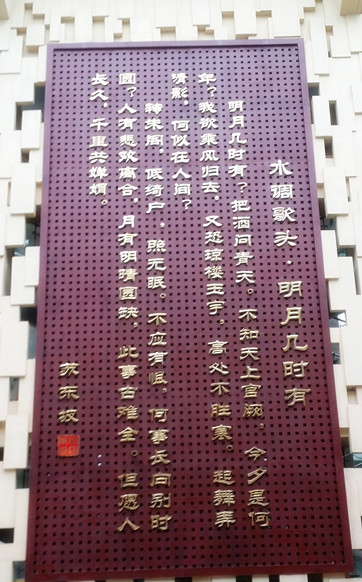 水调歌头·明月几时有
明月几时有？把酒问青天。不知天上宫阙，今夕是何
年？我欲乘风归去，又恐琼楼玉宇，高处不胜寒。起舞弄
清影，何似在人间？
转朱阁，低绮户，照无眠。不应有恨，何事长向别时
圆？人有悲欢离合，月有阴晴圆缺，此事古难全。但愿人
长久，千里共婵娟。
苏东坡